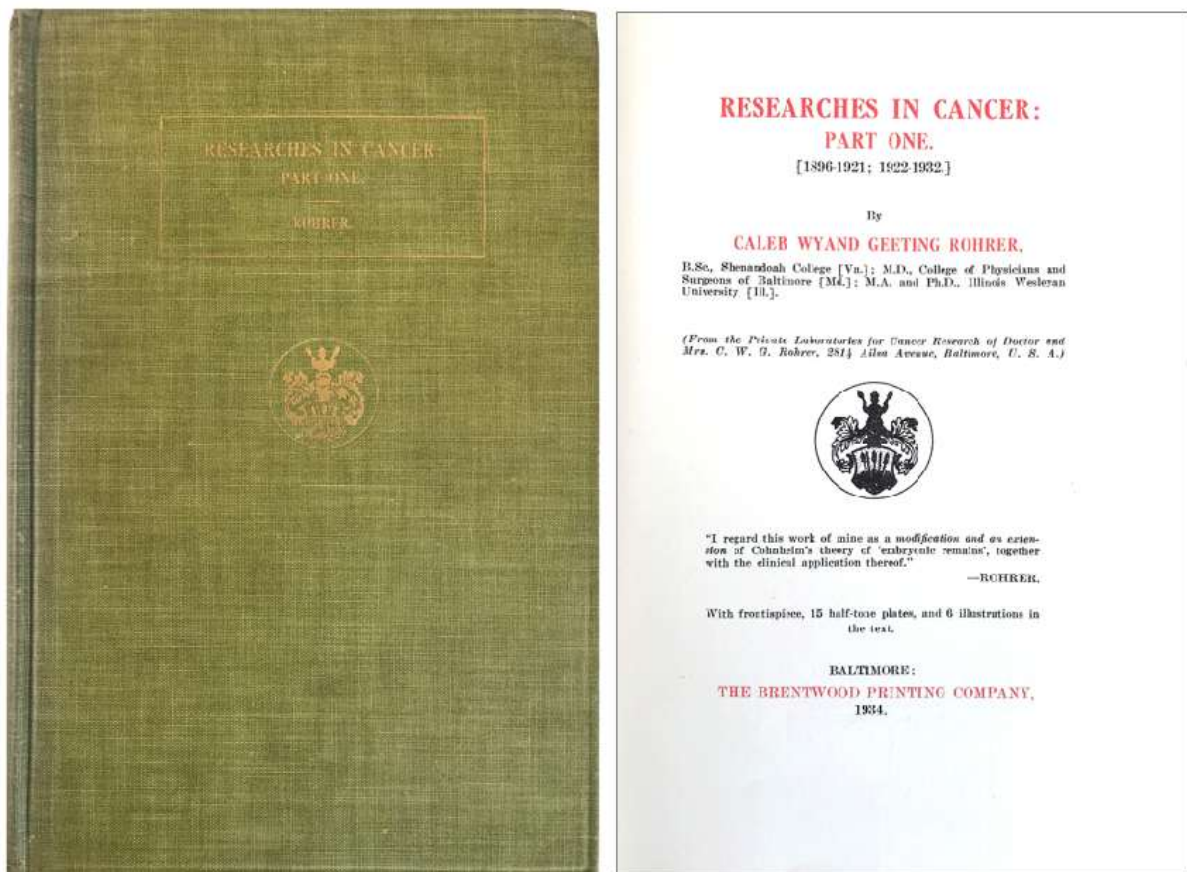 RESEARCHES IN CANCER:
PART ONE.
ROHRER.
RESEARCHES IN CANCER:
PART ONE.
[1896-1921; 1922-1932.]
By
CALEB WYAND GEETING ROHRER,
B.Sc., Shenandoah College [Va.]; M.D., College of Physicians and
Surgeons of Baltimore [Md.]; M.A. and Ph.D., Illinois Wesleyan
University [Ill.].
(From the Private Laboratories for Cancer Research of Doctor and
Mrs. C. W. G. Rohrer, 2814 Ailsa Avenue, Baltimore, U. S. A.)
"I regard this work of mine as a modification and an exten-
sion of Cohnheim's theory of 'embryonic remains', together
with the clinical application thereof."
—ROHRER.
With frontispiece, 15 half-tone plates, and 6 illustrations in
the text.
BALTIMORE:
THE BRENTWOOD PRINTING COMPANY,
1934.